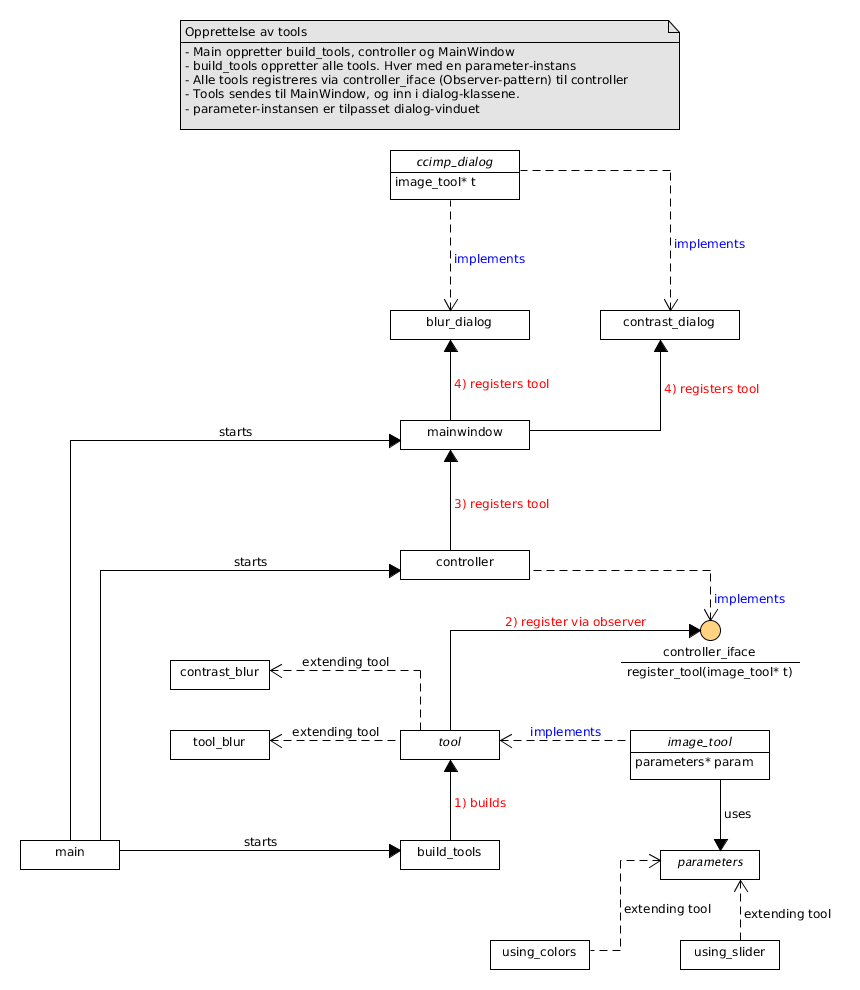 Opprettelse av tools
- Main oppretter build_tools, controller og MainWindow
- build_tools oppretter alle tools. Hver med en parameter-instans
- Alle tools registreres via controller_iface (Observer-pattern) til controller
- Tools sendes til MainWindow, og inn i dialog-klassene.
- parameter-instansen er tilpasset dialog-vinduet
ccimp_dialog
image_tool* t
implements
implements
blur_dialog
contrast_dialog
4) registers tool
4) registers tool
starts
mainwindow
3) registers tool
starts
controller
implements
2) register via observer
controller_iface
register_tool(image_tool* t)
extending tool
contrast_blur
extending tool
tool_blur
tool
implements
image_tool
parameters* param
1) builds
uses
starts
main
build_tools
parameters
extending tool
extending tool
using_colors
using_slider